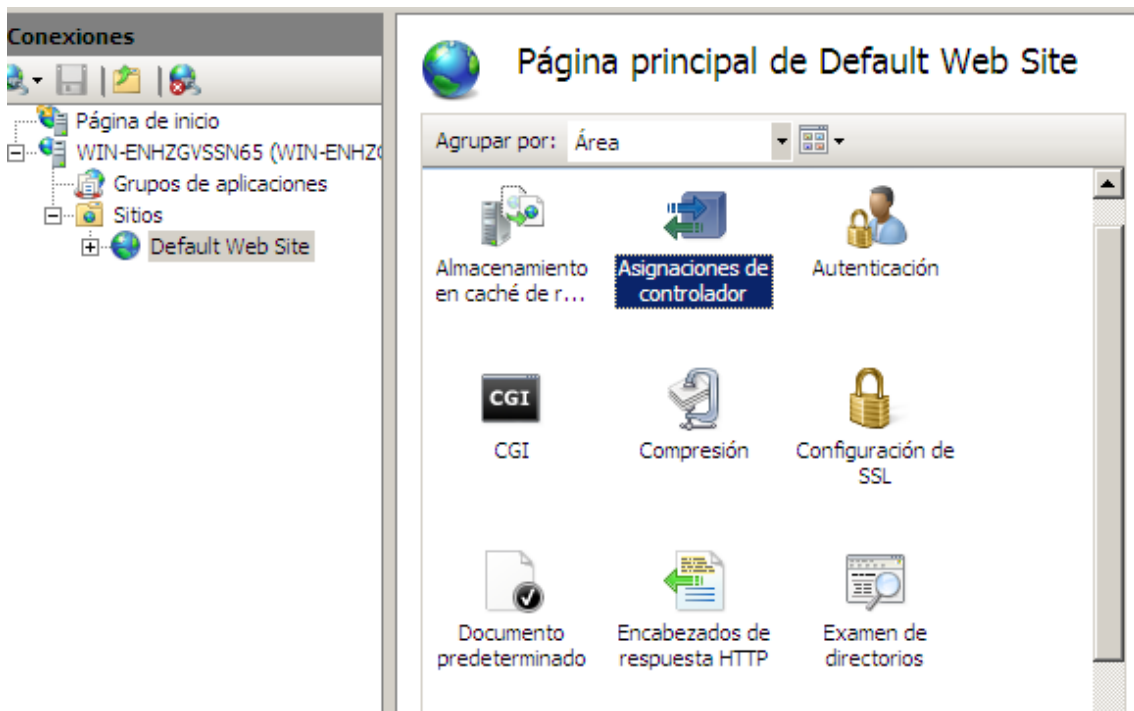 Conexiones
Página de inicio
WIN-ENHZGVSSN65 (WIN-ENHZG
Grupos de aplicaciones
Sitios
Default Web Site
Página principal de Default Web Site
Agrupar por: Área
Almacenamiento
en caché de r...
Asignaciones de
controlador
Autenticación
CGI
CGI
Compresión
Configuración de
SSL
Documento
predeterminado
Encabezados de
respuesta HTTP
Examen de
directorios